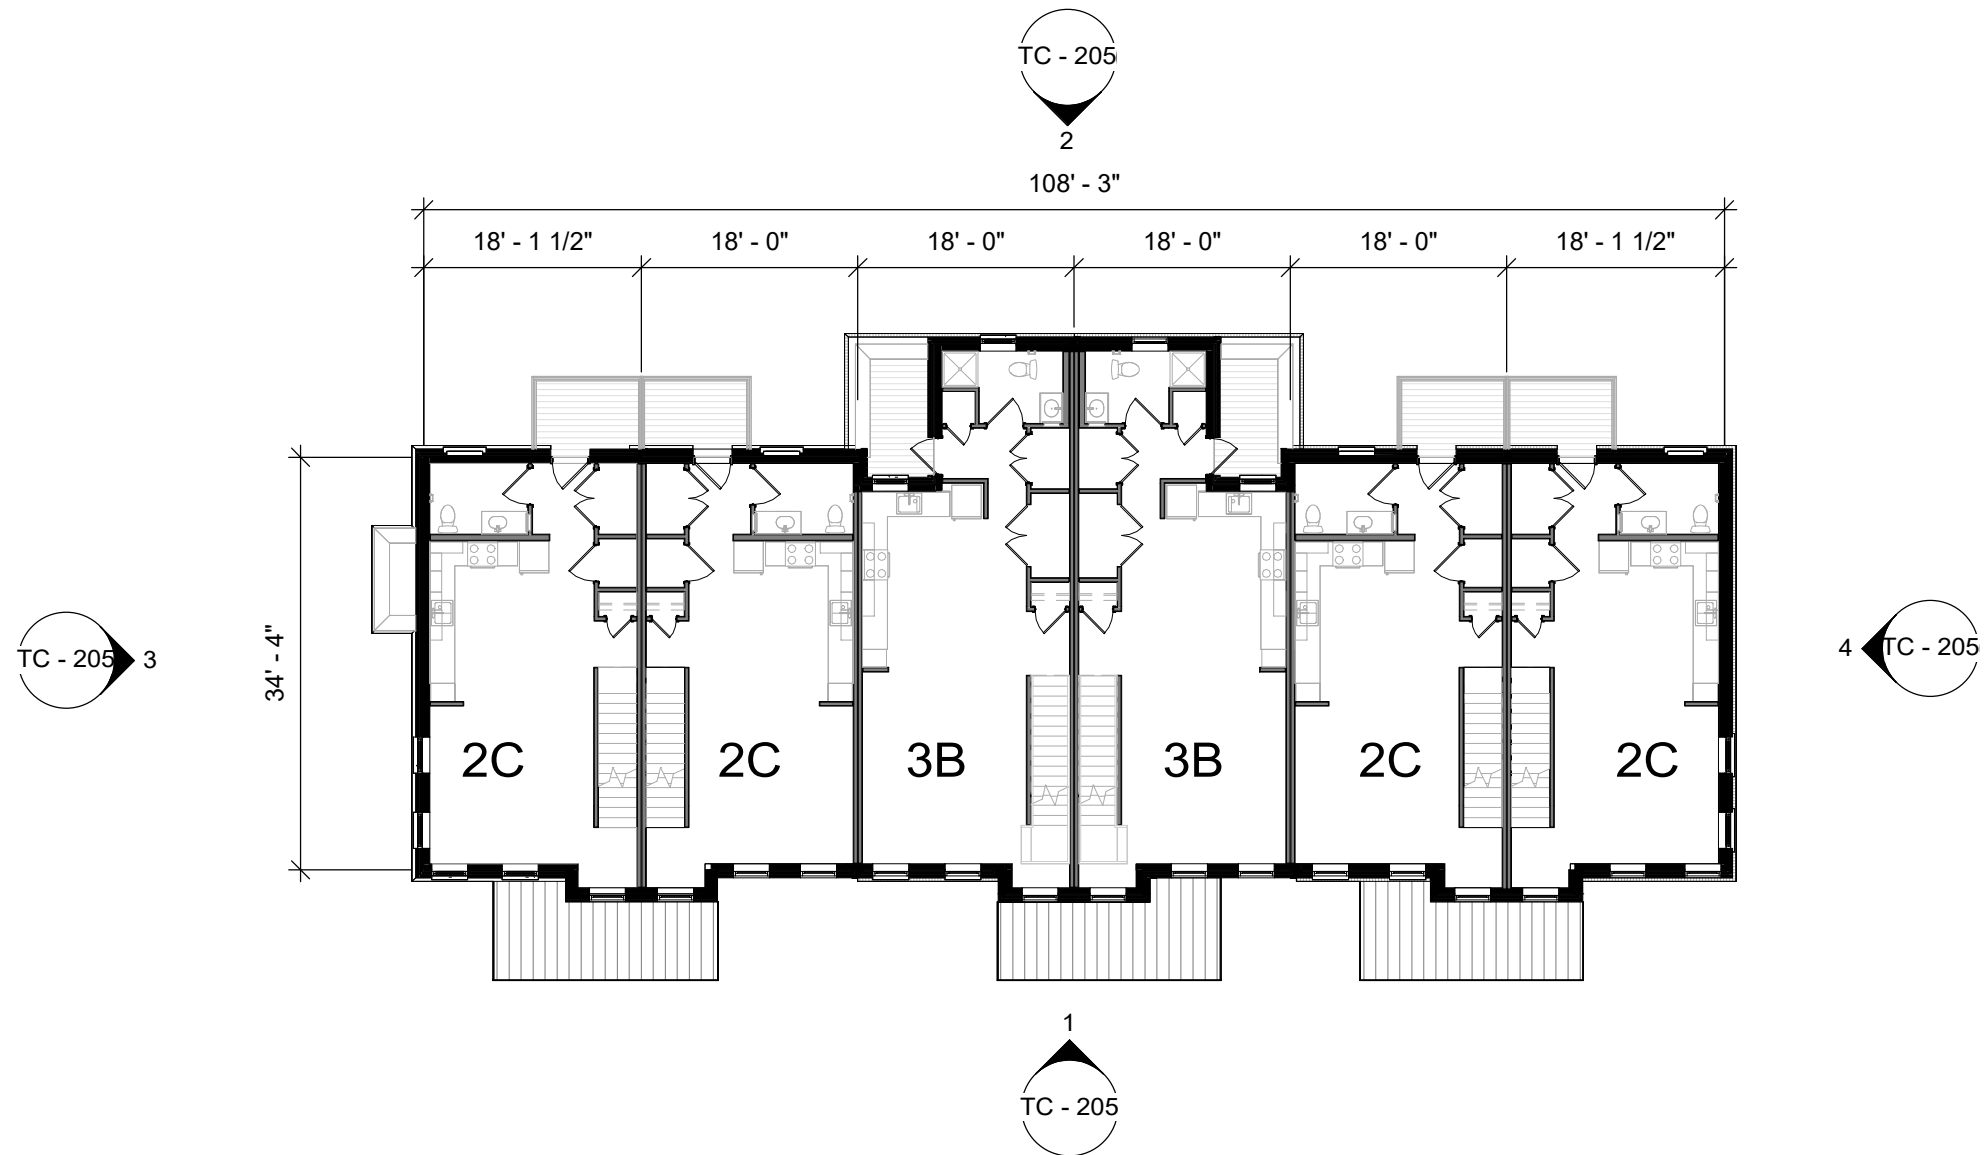 TC - 205
2
108' - 3"
18' - 1 1/2"
18' - 0"
18' - 0"
18' - 0"
18' - 0"
18' - 1 1/2"
34' - 4"
TC - 205
3
4
TC - 205
2C
2C
3B
3B
2C
2C
1
TC - 205